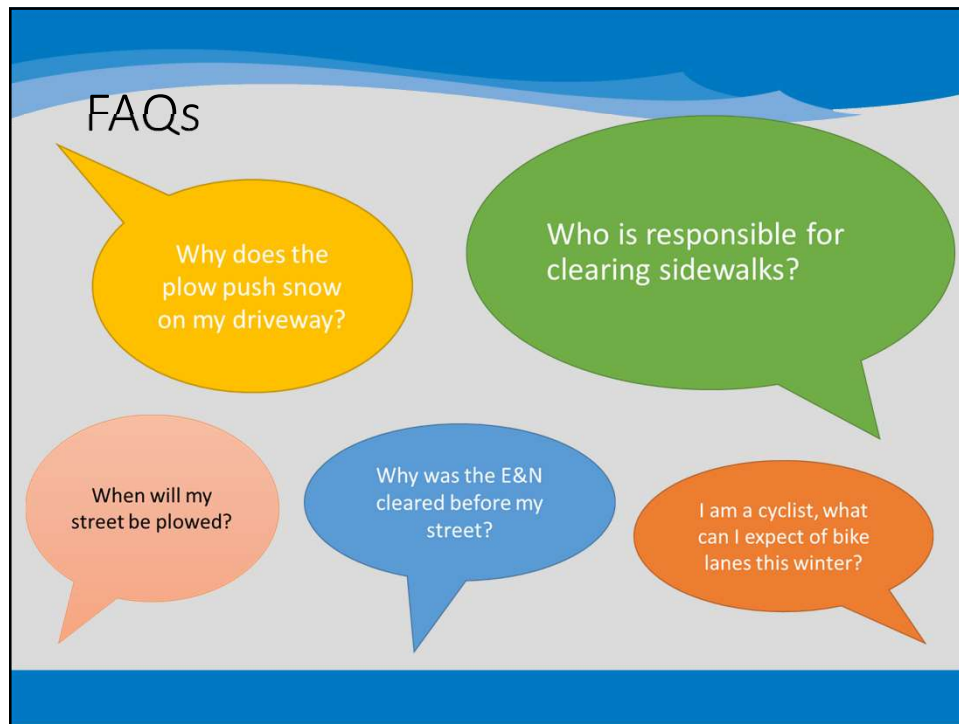 FAQs
Why does the
plow push snow
on my driveway?
Who is responsible for
clearing sidewalks?
When will my
street be plowed?
Why was the E&N
cleared before my
street?
I am a cyclist, what
can I expect of bike
lanes this winter?